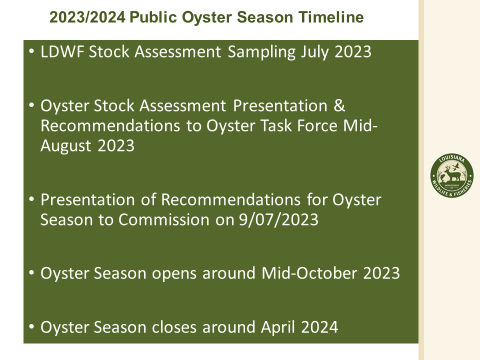 2023/2024 Public Oyster Season Timeline
• LDWF Stock Assessment Sampling July 2023
• Oyster Stock Assessment Presentation &
Recommendations to Oyster Task Force Mid-
August 2023
• Presentation of Recommendations for Oyster
Season to Commission on 9/07/2023
• Oyster Season opens around Mid-October 2023
• Oyster Season closes around April 2024
LOUISIANA
WILDLIFE & FISHERIES